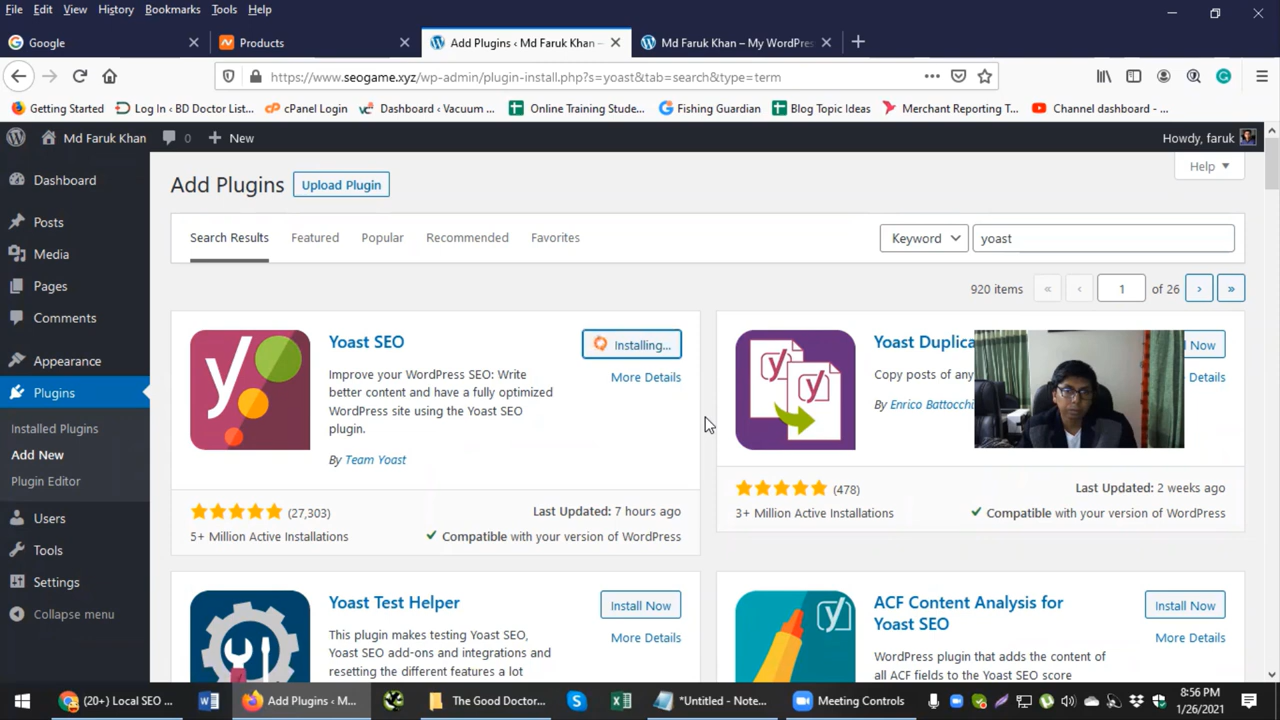 File Edit View History Bookmarks Tools Help
Google
Products
Add Plugins ‹ Md Faruk Khan —
Md Faruk Khan – My WordPres
https://www.seogame.xyz/wp-admin/plugin-install.php?s=yoast&tab=search&type=term
Getting Started
Log In ‹ BD Doctor List...
cPanel Login
Dashboard ‹ Vacuum ...
Online Training Stude...
Fishing Guardian
Blog Topic Ideas
Merchant Reporting T...
Channel dashboard - ...
Md Faruk Khan
0
New
Howdy, faruk
Dashboard
Posts
Media
Pages
Comments
Appearance
Plugins
Installed Plugins
Add New
Plugin Editor
Users
Tools
Settings
Collapse menu
Help
Add Plugins
Upload Plugin
Search Results
Featured
Popular
Recommended
Favorites
Keyword
yoast
920 items
«
‹
1
of 26
›
»
Yoast SEO
Installing...
More Details
Improve your WordPress SEO: Write
better content and have a fully optimized
WordPress site using the Yoast SEO
plugin.
By Team Yoast
(27,303)
5+ Million Active Installations
Last Updated: 7 hours ago
Compatible with your version of WordPress
Yoast Duplica
Now
Copy posts of any
Details
By Enrico Battocchi
(478)
3+ Million Active Installations
Last Updated: 2 weeks ago
Compatible with your version of WordPress
Yoast Test Helper
Install Now
More Details
This plugin makes testing Yoast SEO,
Yoast SEO add-ons and integrations and
resetting the different features a lot
ACF Content Analysis for
Yoast SEO
Install Now
More Details
WordPress plugin that adds the content of
all ACF fields to the Yoast SEO score
(20+) Local SEO ...
Add Plugins ‹ M...
The Good Doctor...
*Untitled - Note...
Meeting Controls
8:56 PM
1/26/2021